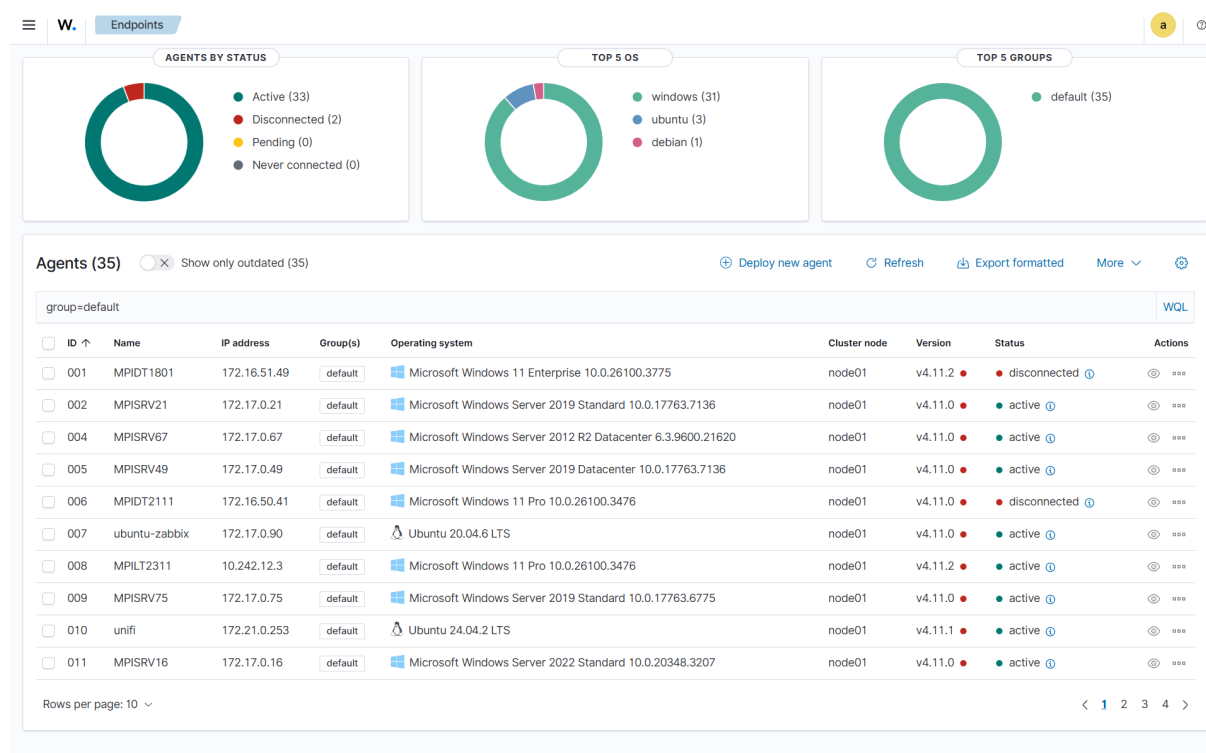 W. Endpoints a
AGENTS BY STATUS
Active (33)
Disconnected (2)
Pending (0)
Never connected (0)
TOP 5 OS
windows (31)
ubuntu (3)
debian (1)
TOP 5 GROUPS
default (35)
Agents (35) Show only outdated (35) Deploy new agent Refresh Export formatted More
group=default WQL
ID Name IP address Group(s) Operating system Cluster node Version Status Actions
001 MPIDT1801 172.16.51.49 default Microsoft Windows 11 Enterprise 10.0.26100.3775 node01 v4.11.2 disconnected
002 MPISRV21 172.17.0.21 default Microsoft Windows Server 2019 Standard 10.0.17763.7136 node01 v4.11.0 active
004 MPISRV67 172.17.0.67 default Microsoft Windows Server 2012 R2 Datacenter 6.3.9600.21620 node01 v4.11.0 active
005 MPISRV49 172.17.0.49 default Microsoft Windows Server 2019 Datacenter 10.0.17763.7136 node01 v4.11.0 active
006 MPIDT2111 172.16.50.41 default Microsoft Windows 11 Pro 10.0.26100.3476 node01 v4.11.0 disconnected
007 ubuntu-zabbix 172.17.0.90 default Ubuntu 20.04.6 LTS node01 v4.11.0 active
008 MPILT2311 10.242.12.3 default Microsoft Windows 11 Pro 10.0.26100.3476 node01 v4.11.2 active
009 MPISRV75 172.17.0.75 default Microsoft Windows Server 2019 Standard 10.0.17763.6775 node01 v4.11.0 active
010 unifi 172.21.0.253 default Ubuntu 24.04.2 LTS node01 v4.11.1 active
011 MPISRV16 172.17.0.16 default Microsoft Windows Server 2022 Standard 10.0.20348.3207 node01 v4.11.0 active
Rows per page: 10 1 2 3 4